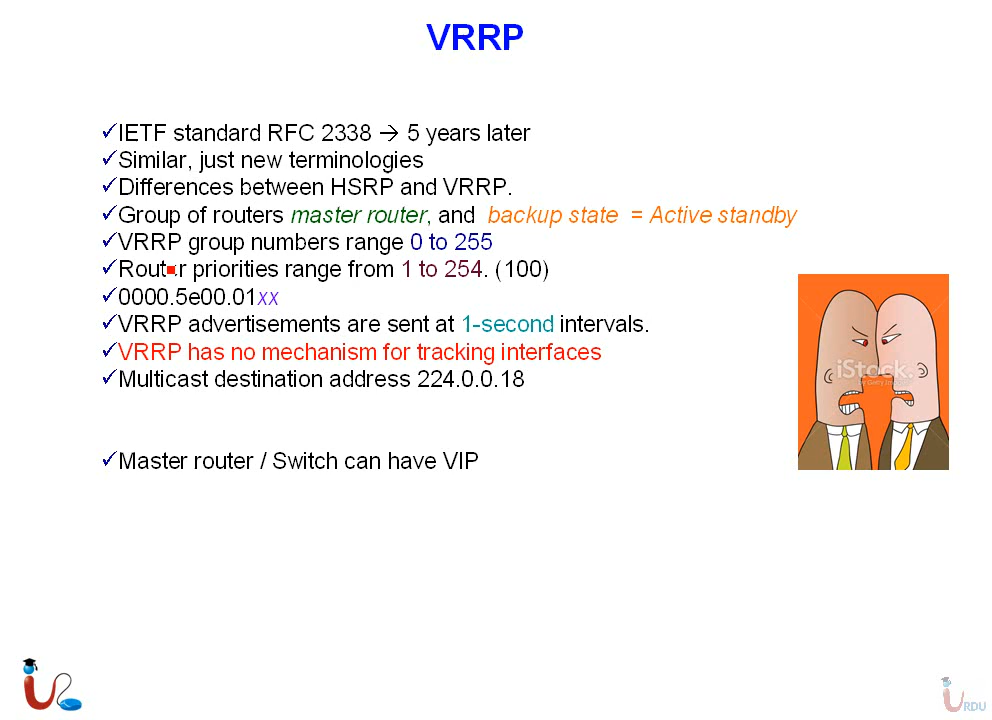 VRRP
✓IETF standard RFC 2338 → 5 years later
✓Similar, just new terminologies
✓Differences between HSRP and VRRP.
✓Group of routers master router, and backup state = Active standby
✓VRRP group numbers range 0 to 255
✓Router priorities range from 1 to 254. (100)
✓0000.5e00.01xx
✓VRRP advertisements are sent at 1-second intervals.
✓VRRP has no mechanism for tracking interfaces
✓Multicast destination address 224.0.0.18
iStock.
✓Master router / Switch can have VIP
URDU